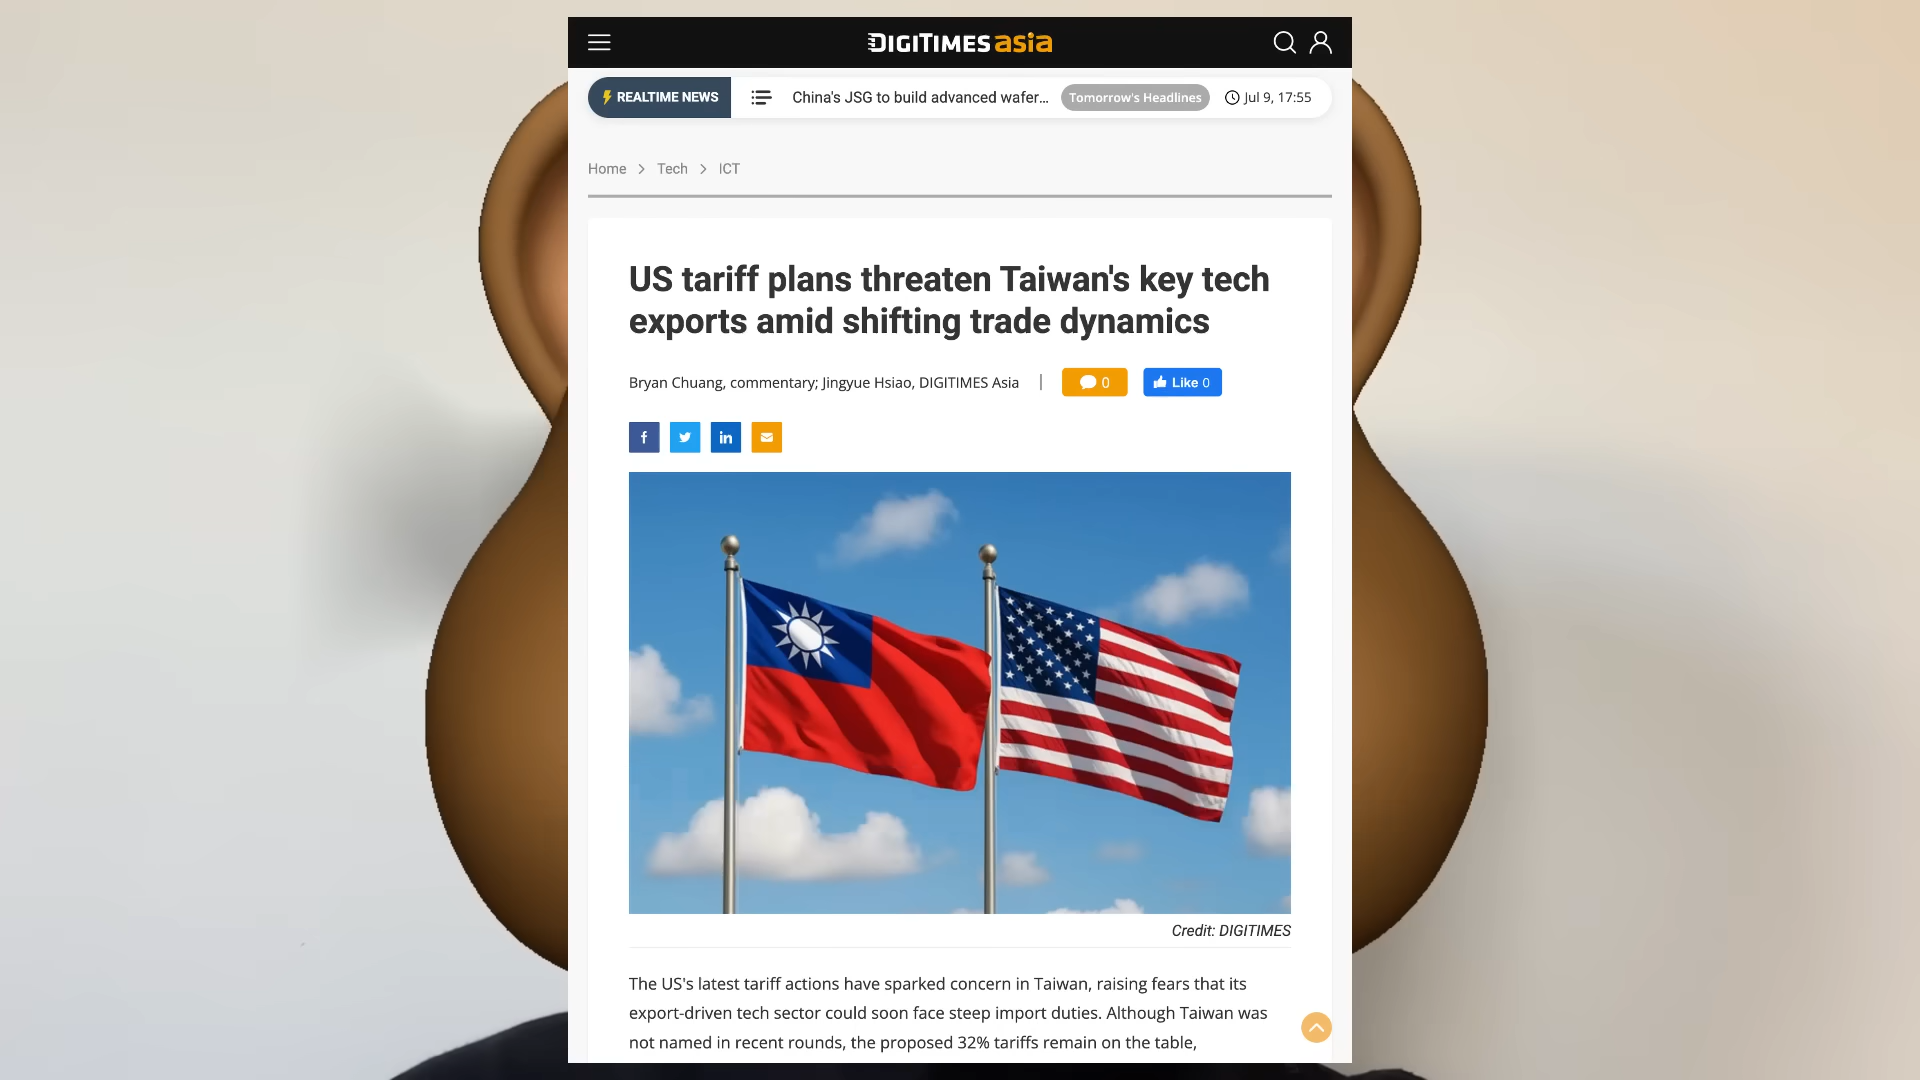 DIGITIMES asia
REALTIME NEWS
China's JSG to build advanced wafer...
Tomorrow's Headlines
Jul 9, 17:55
Home > Tech > ICT
US tariff plans threaten Taiwan's key tech
exports amid shifting trade dynamics
Bryan Chuang, commentary; Jingyue Hsiao, DIGITIMES Asia | 0 Like 0
f in
Credit: DIGITIMES
The US's latest tariff actions have sparked concern in Taiwan, raising fears that its
export-driven tech sector could soon face steep import duties. Although Taiwan was
not named in recent rounds, the proposed 32% tariffs remain on the table,